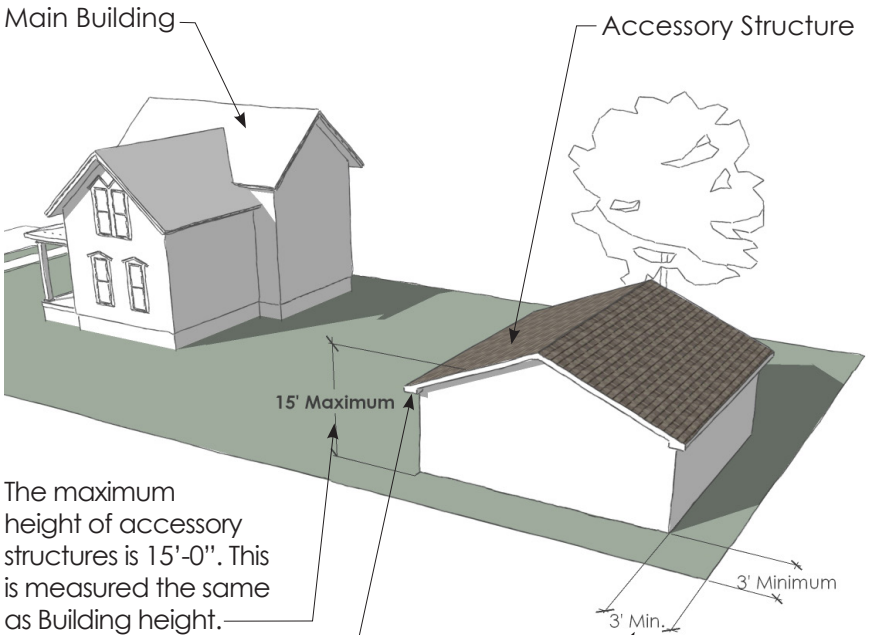 Main Building
Accessory Structure
15' Maximum
The maximum
height of accessory
structures is 15’-0”. This
is measured the same
as Building height.
3' Minimum
3' Min.